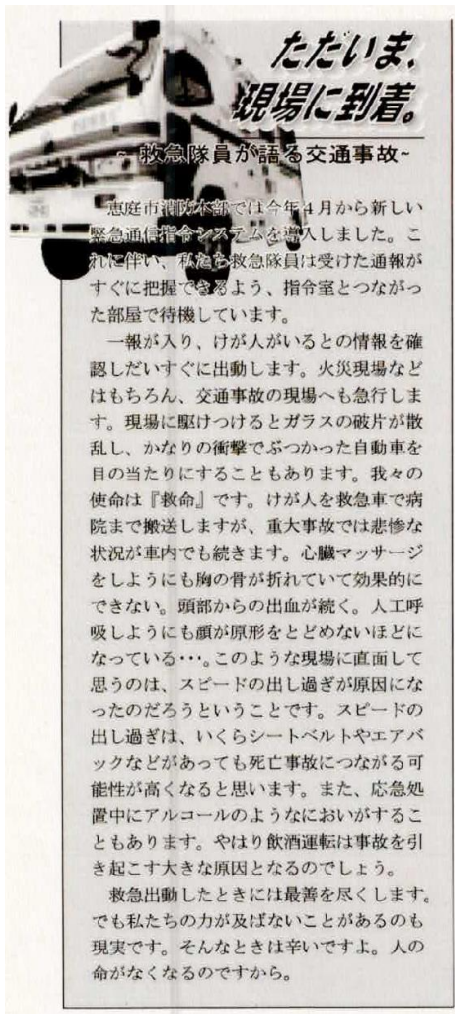 ただいま、
現場に到着。
~ 救急隊員が語る交通事故~
恵庭市消防本部では今年4月から新しい
緊急通信指令システムを導入しました。こ
れに伴い、私たち救急隊員は受けた通報が
すぐに把握できるよう、指令室とつながっ
た部屋で待機しています。
一報が入り、けが人がいるとの情報を確
認しだいすぐに出動します。火災現場など
はもちろん、交通事故の現場へも急行しま
す。現場に駆けつけるとガラスの破片が散
乱し、かなりの衝撃でぶつかった自動車を
目の当たりにすることもあります。我々の
使命は『救命』です。けが人を救急車で病
院まで搬送しますが、重大事故では悲惨な
状況が車内でも続きます。心臓マッサージ
をしようにも胸の骨が折れていて効果的に
できない。頭部からの出血が続く。人工呼
吸しようにも顔が原形をとどめないほどに
なっている・・・。このような現場に直面して
思うのは、スピードの出し過ぎが原因にな
ったのだろうということです。スピードの
出し過ぎは、いくらシートベルトやエアバ
ックなどがあっても死亡事故につながる可
能性が高くなると思います。また、応急処
置中にアルコールのようなにおいがするこ
ともあります。やはり飲酒運転は事故を引
き起こす大きな原因となるのでしょう。
救急出動したときには最善を尽くします。
でも私たちの力が及ばないことがあるのも
現実です。そんなときは辛いですよ。人の
命がなくなるのですから。